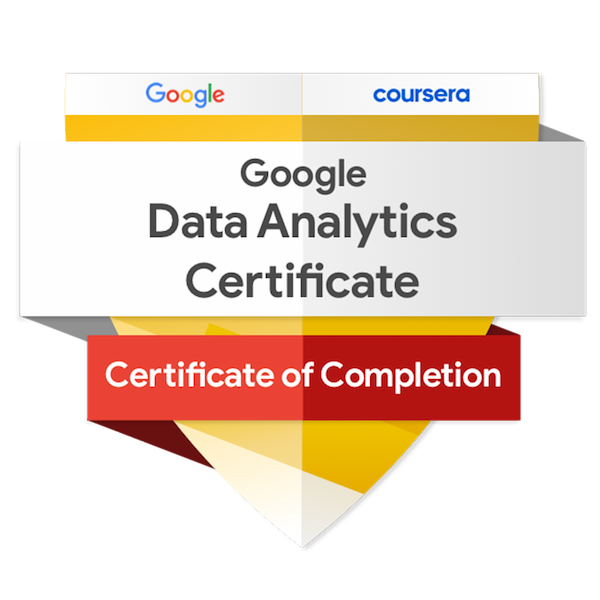 Google coursera
Google
Data Analytics
Certificate
Certificate of Completion